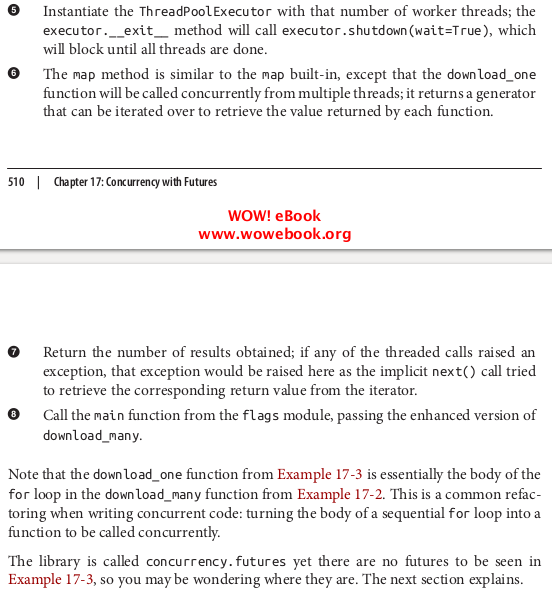 ❺ Instantiate the ThreadPoolExecutor with that number of worker threads; the
executor.__exit__ method will call executor.shutdown(wait=True), which
will block until all threads are done.
❻ The map method is similar to the map built-in, except that the download_one
function will be called concurrently from multiple threads; it returns a generator
that can be iterated over to retrieve the value returned by each function.
510 | Chapter 17: Concurrency with Futures
WOW! eBook
www.wowebook.org
❼ Return the number of results obtained; if any of the threaded calls raised an
exception, that exception would be raised here as the implicit next() call tried
to retrieve the corresponding return value from the iterator.
❽ Call the main function from the flags module, passing the enhanced version of
download_many.
Note that the download_one function from Example 17-3 is essentially the body of the
for loop in the download_many function from Example 17-2. This is a common refac-
toring when writing concurrent code: turning the body of a sequential for loop into a
function to be called concurrently.
The library is called concurrency.futures yet there are no futures to be seen in
Example 17-3, so you may be wondering where they are. The next section explains.